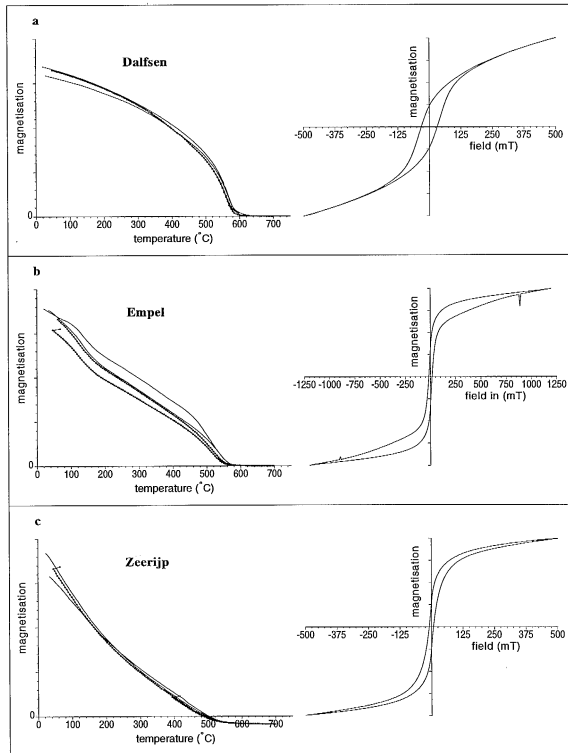 a
Dalfsen
magnetisation
0
0 100 200 300 400 500 600 700
temperature (°C)
magnetisation
-500 -375 -250 -125 125 250 375 500
field (mT)
b
Empel
magnetisation
0
0 100 200 300 400 500 600 700
temperature (°C)
magnetisation
-1250 -1000 -750 -500 -250 250 500 750 1000 1250
field in (mT)
c
Zeerijp
magnetisation
0
0 100 200 300 400 500 600 700
temperature (°C)
magnetisation
-500 -375 -250 -125 125 250 375 500
field (mT)